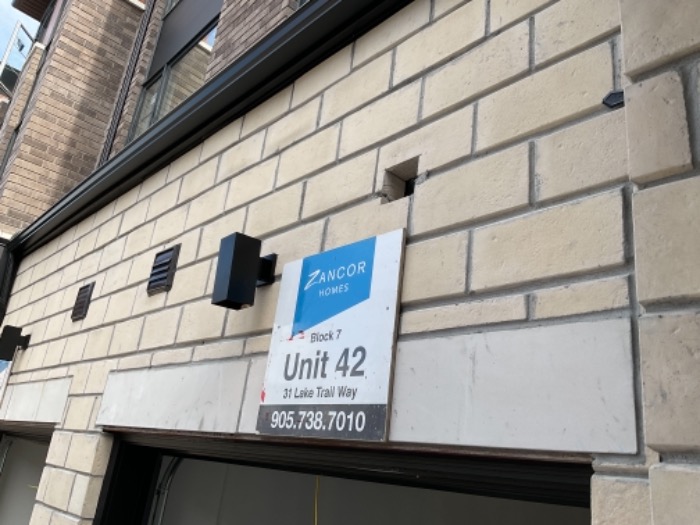 ZANCOR
HOMES
Block 7
Unit 42
31 Lake Trail Way
905.738.7010